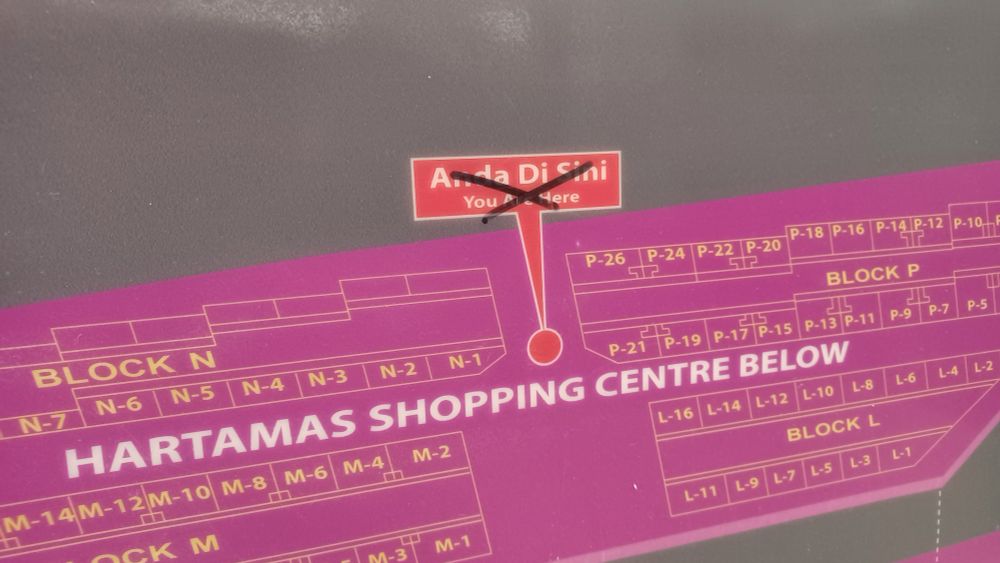 Anda Di Sini
You Are Here
P-26 P-24 P-22 P-20 P-18 P-16 P-14 P-12 P-10
BLOCK P
P-21 P-19 P-17 P-15 P-13 P-11 P-9 P-7 P-5
BLOCK N
N-7 N-6 N-5 N-4 N-3 N-2 N-1
HARTAMAS SHOPPING CENTRE BELOW
L-16 L-14 L-12 L-10 L-8 L-6 L-4 L-2
BLOCK L
L-11 L-9 L-7 L-5 L-3 L-1
M-14 M-12 M-10 M-8 M-6 M-4 M-2
OCK M
M-3 M-1